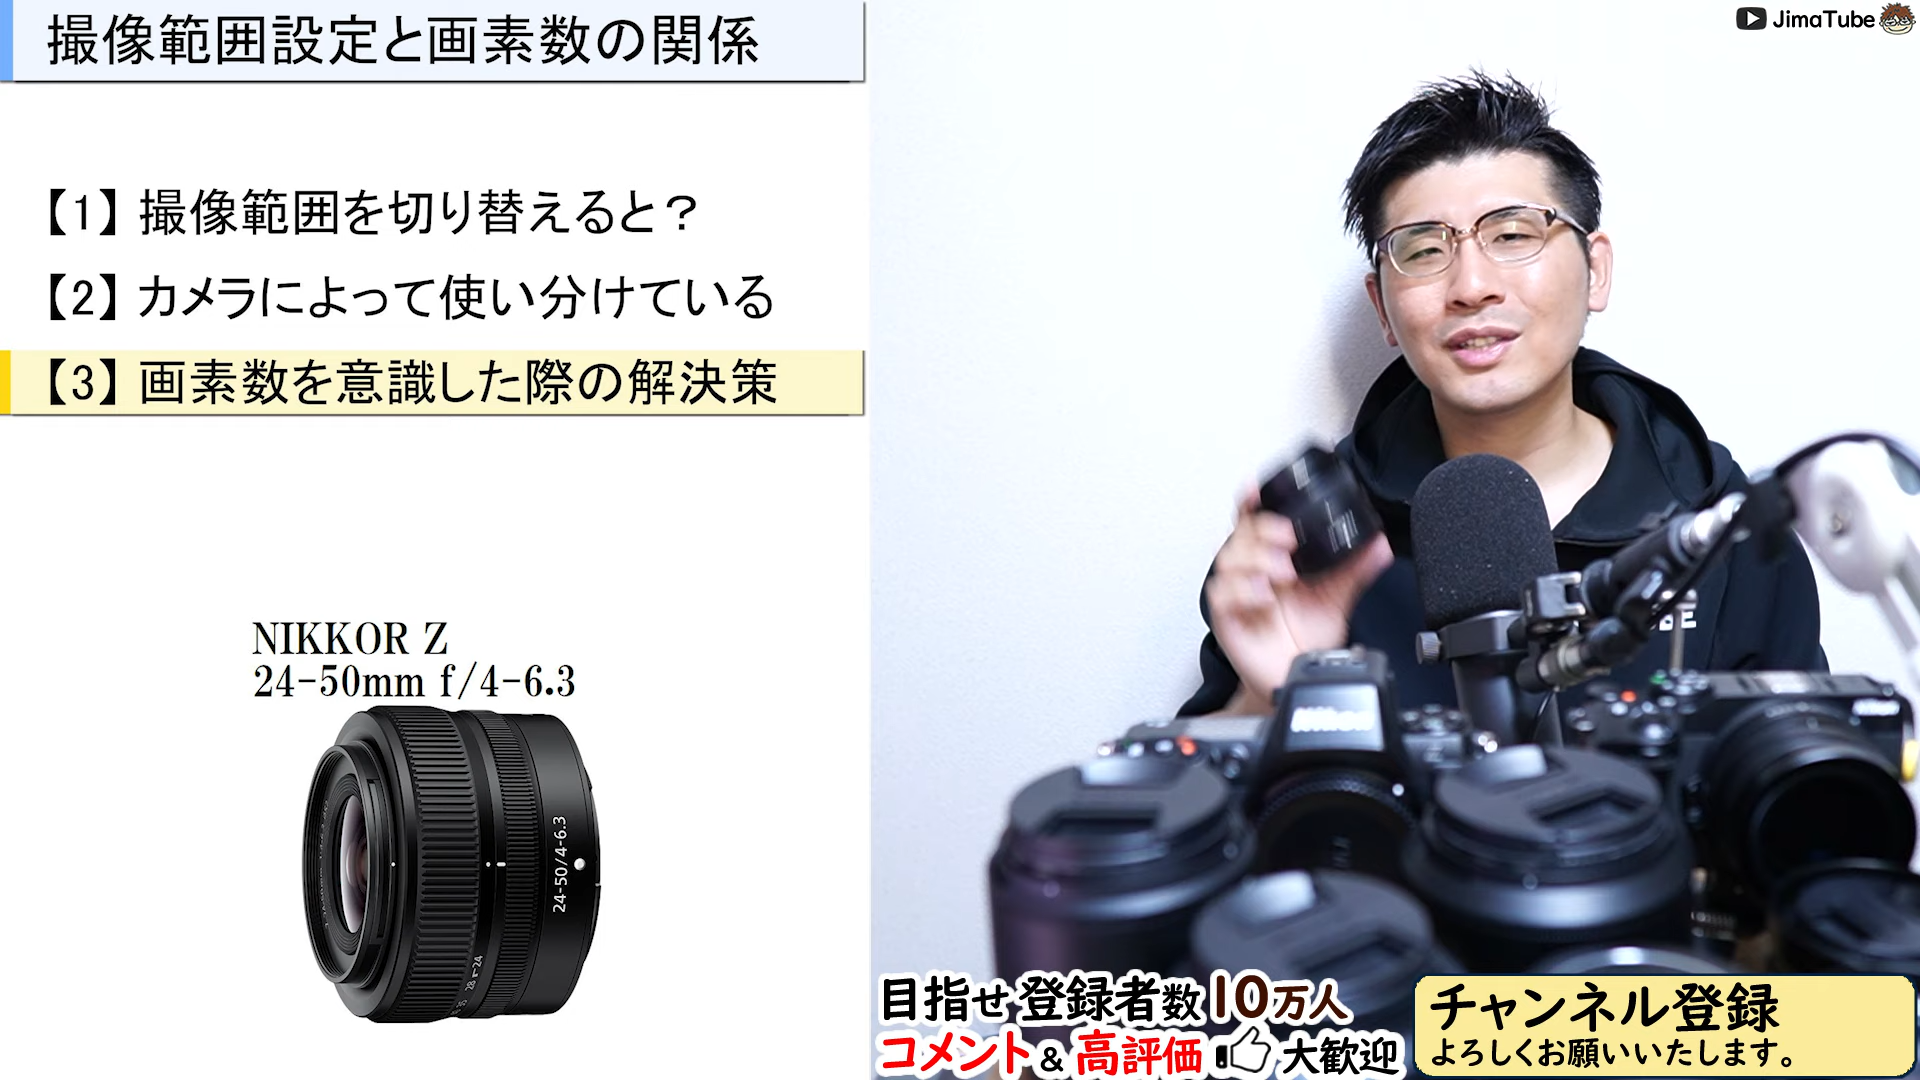 撮像範囲設定と画素数の関係
【1】撮像範囲を切り替えると？
【2】カメラによって使い分けている
【3】画素数を意識した際の解決策
NIKKOR Z
24-50mm f/4-6.3
24-50/4-6.3
28 24
JimaTube
Nikon
目指せ 登録者数10万人
コメント&高評価 大歓迎
チャンネル登録
よろしくお願いいたします。